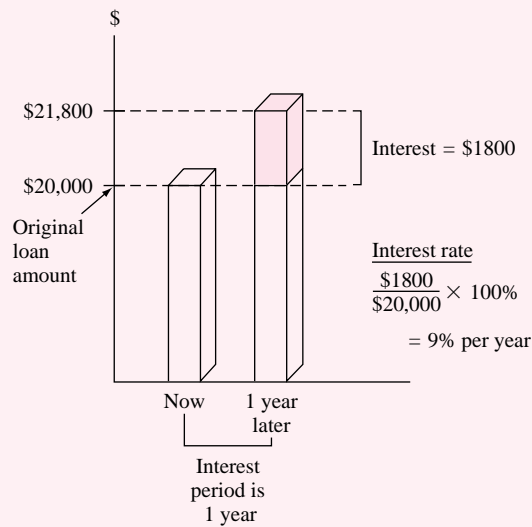 $
$21,800
$20,000
Interest = $1800
Original
loan
amount
Interest rate
$1800
$20,000
× 100%
= 9% per year
Now
1 year
later
Interest
period is
1 year